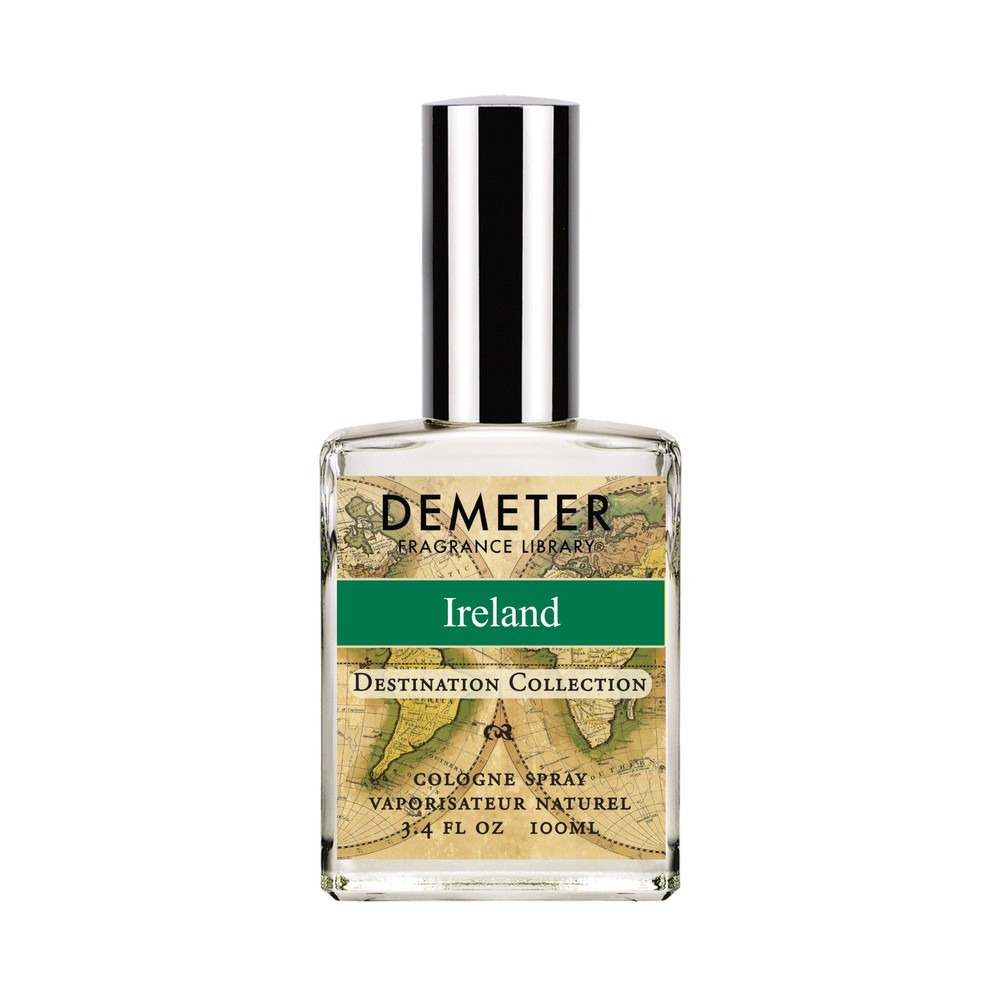 DEMETER
FRAGRANCE LIBRARY®
Ireland
DESTINATION COLLECTION
COLOGNE SPRAY
VAPORISATEUR NATUREL
3.4 FL OZ 100ML